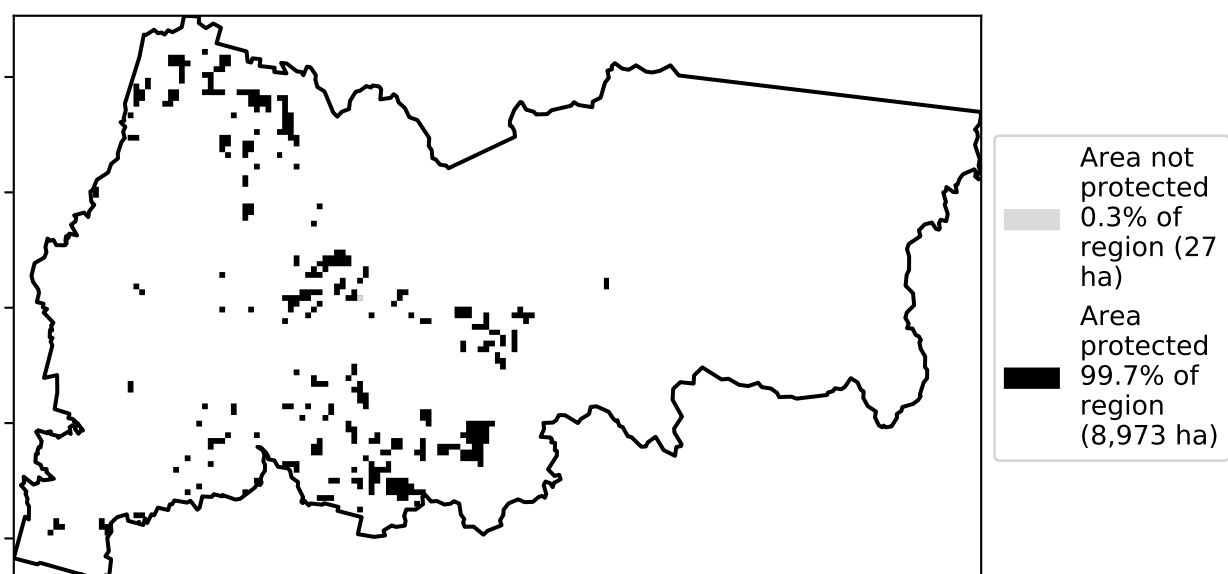 Area not
protected
0.3% of
region (27
ha)
Area
protected
99.7% of
region
(8,973 ha)